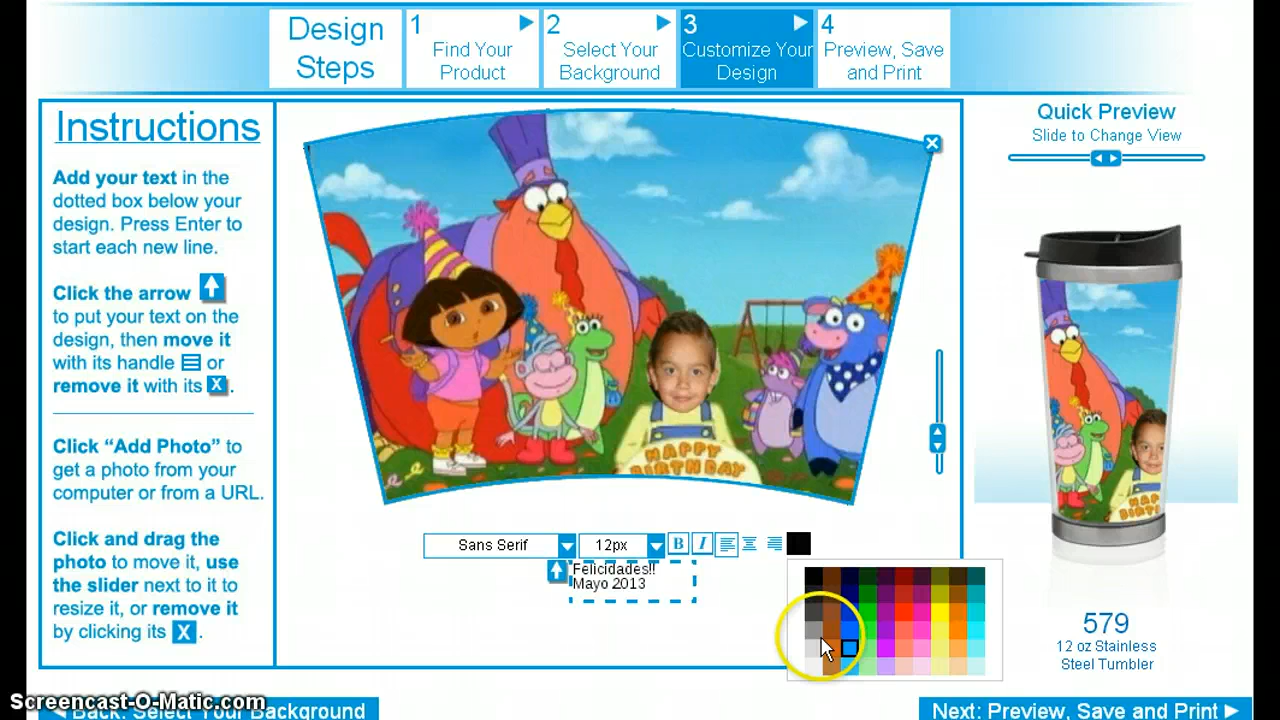 Design
Steps
1
Find Your
Product
2
Select Your
Background
3
Customize Your
Design
4
Preview, Save
and Print
Instructions
Add your text in the
dotted box below your
design. Press Enter to
start each new line.
Click the arrow
to put your text on the
design, then move it
with its handle or
remove it with its X.
Click “Add Photo” to
get a photo from your
computer or from a URL.
Click and drag the
photo to move it, use
the slider next to it to
resize it, or remove it
by clicking its X.
HAPPY
BIRTHDAY
Sans Serif
12px
B
I
Felicidades!!
Mayo 2013
Quick Preview
Slide to Change View
HAP
BIRT
579
12 oz Stainless
Steel Tumbler
Screencast-O-Matic.com
Back: Select Your Background
Next: Preview, Save and Print